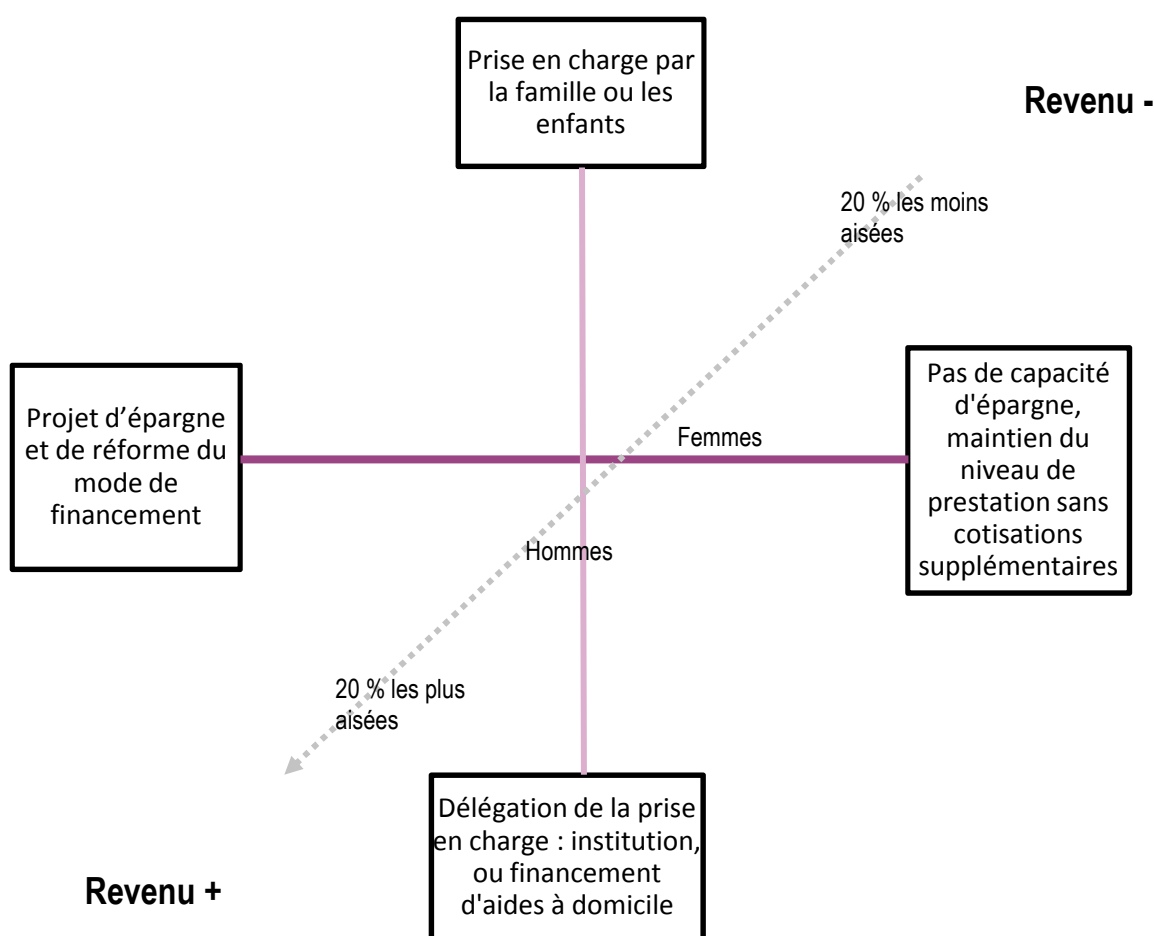 Prise en charge par
la famille ou les
enfants
Revenu -
20 % les moins
aisées
Projet d’épargne
et de réforme du
mode de
financement
Femmes
Pas de capacité
d'épargne,
maintien du
niveau de
prestation sans
cotisations
supplémentaires
Hommes
20 % les plus
aisées
Délégation de la prise
en charge : institution,
ou financement
d'aides à domicile
Revenu +